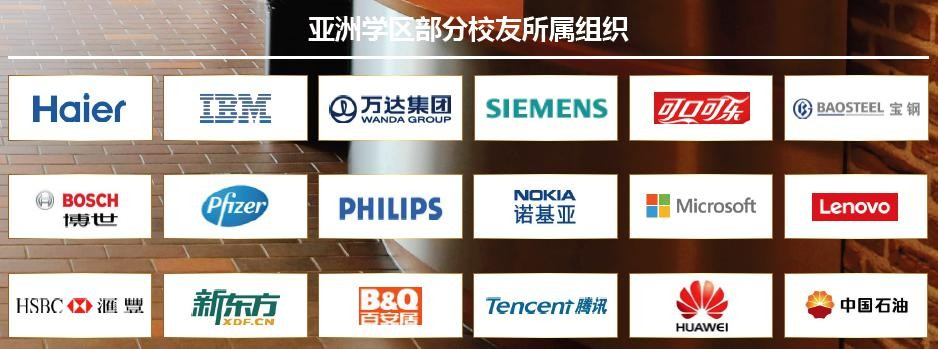 亚洲学区部分校友所属组织
Haier
IBM
万达集团
WANDA GROUP
SIEMENS
可口可乐
BAOSTEEL 宝钢
BOSCH
博世
Pfizer
PHILIPS
NOKIA
诺基亚
Microsoft
Lenovo
HSBC 滙豐
新东方
XDF.CN
B&Q
百安居
Tencent 腾讯
HUAWEI
中国石油